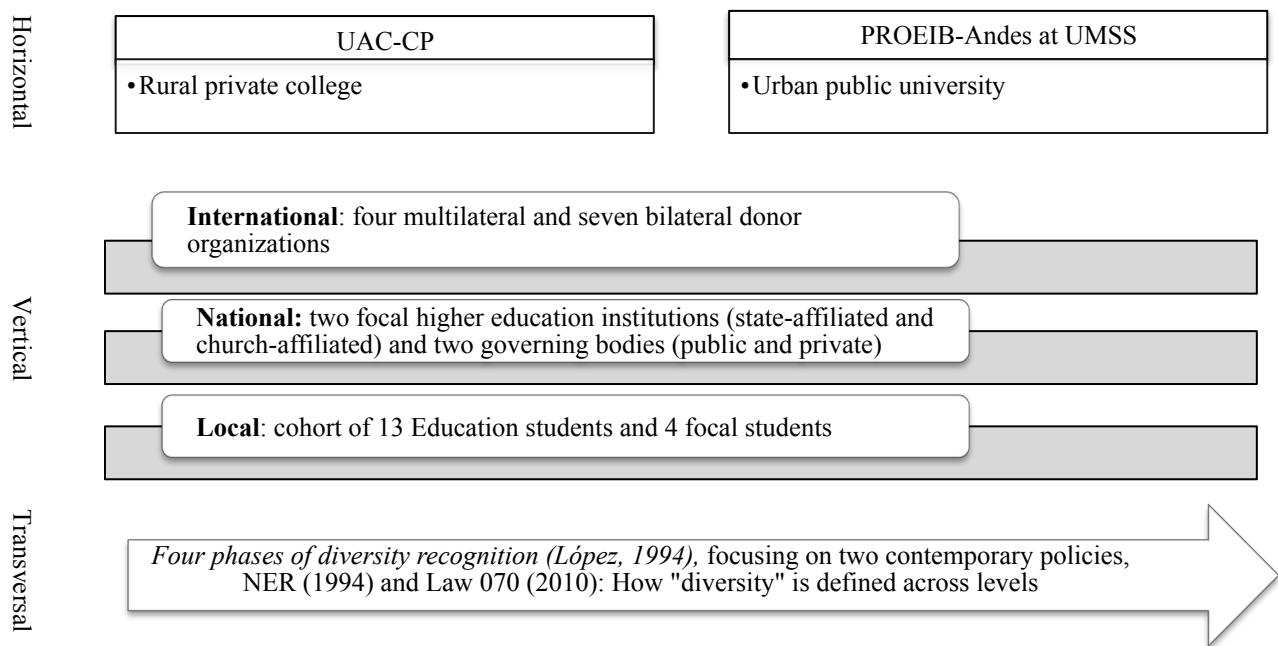 Horizontal
UAC-CP
•Rural private college
PROEIB-Andes at UMSS
•Urban public university
Vertical
International: four multilateral and seven bilateral donor
organizations
National: two focal higher education institutions (state-affiliated and
church-affiliated) and two governing bodies (public and private)
Local: cohort of 13 Education students and 4 focal students
Transversal
Four phases of diversity recognition (López, 1994), focusing on two contemporary policies,
NER (1994) and Law 070 (2010): How "diversity" is defined across levels